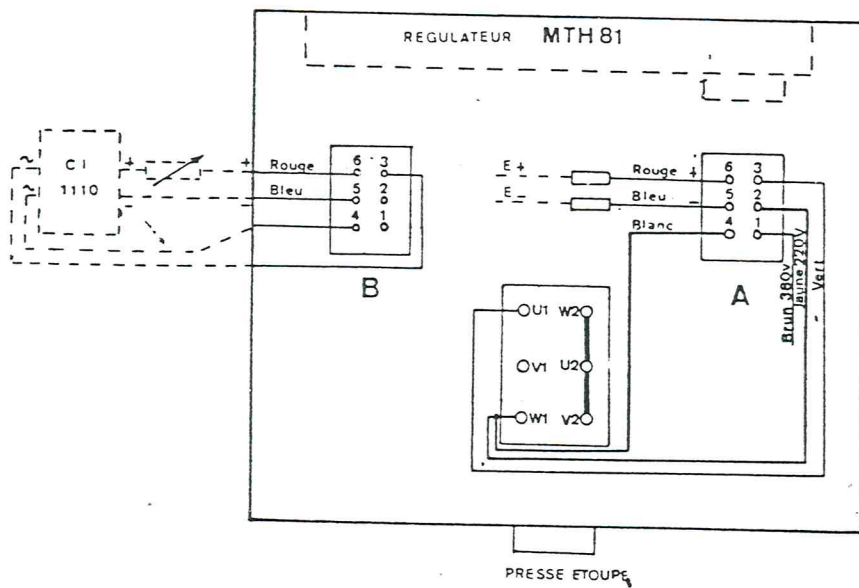 REGULATEUR MTH 81
C I
1110
~
~
+
-
+
-
Rouge
Bleu
6 3
5 2
4 1
B
E +
E -
Rouge +
Bleu -
Blanc
6 3
5 2
4 1
A
Brun 380v
Jaune 220V
Vert
U1 W2
V1 U2
W1 V2
PRESSE ETOUPE